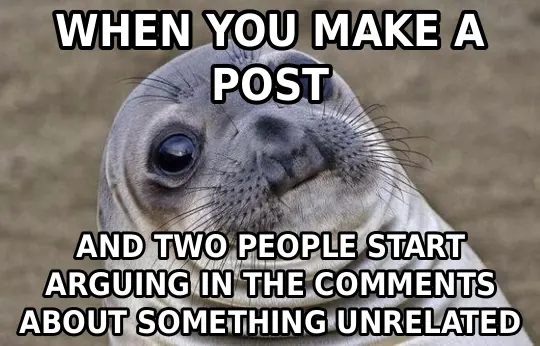 WHEN YOU MAKE A
POST
AND TWO PEOPLE START
ARGUING IN THE COMMENTS
ABOUT SOMETHING UNRELATED